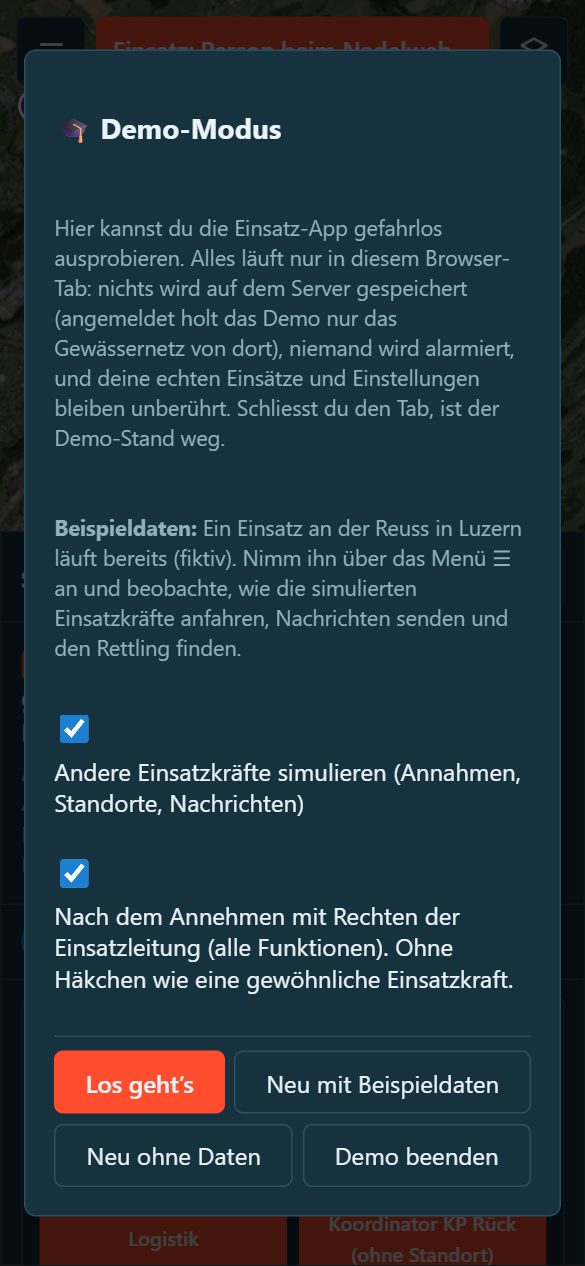 Einsatz: Person beim Nadelweh
Demo-Modus
Hier kannst du die Einsatz-App gefahrlos
ausprobieren. Alles läuft nur in diesem Browser-
Tab: nichts wird auf dem Server gespeichert
(angemeldet holt das Demo nur das
Gewässernetz von dort), niemand wird alarmiert,
und deine echten Einsätze und Einstellungen
bleiben unberührt. Schliesst du den Tab, ist der
Demo-Stand weg.
Beispieldaten: Ein Einsatz an der Reuss in Luzern
läuft bereits (fiktiv). Nimm ihn über das Menü ☰
an und beobachte, wie die simulierten
Einsatzkräfte anfahren, Nachrichten senden und
den Rettling finden.
Andere Einsatzkräfte simulieren (Annahmen,
Standorte, Nachrichten)
Nach dem Annehmen mit Rechten der
Einsatzleitung (alle Funktionen). Ohne
Häkchen wie eine gewöhnliche Einsatzkraft.
Los geht’s
Neu mit Beispieldaten
Neu ohne Daten
Demo beenden
Logistik
Koordinator KP Rück
(ohne Standort)